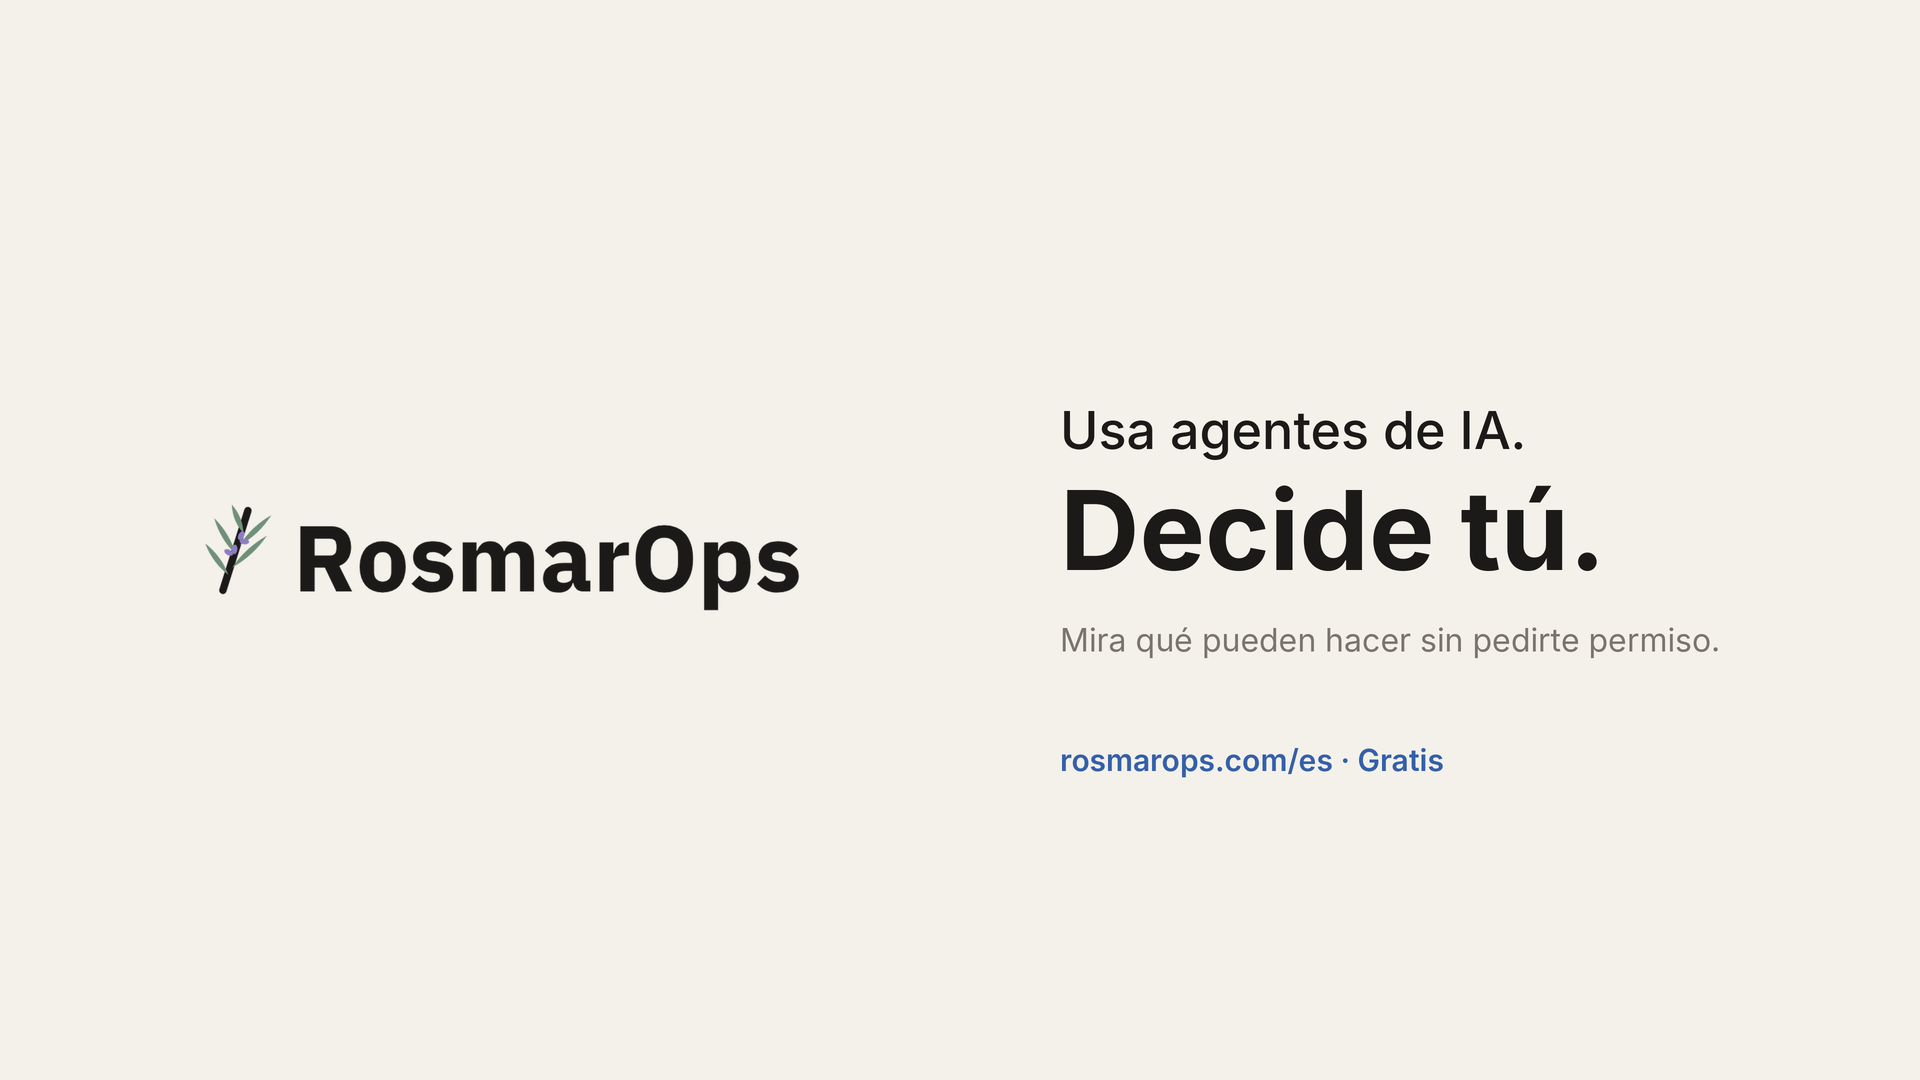 RosmarOps
Usa agentes de IA.
Decide tú.
Mira qué pueden hacer sin pedirte permiso.
rosmarops.com/es · Gratis